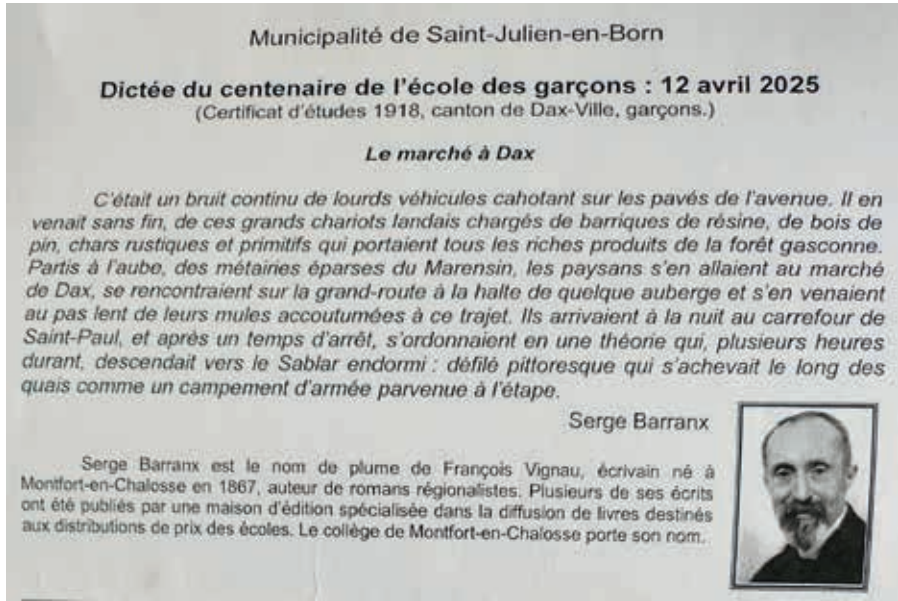 Municipalité de Saint-Julien-en-Born
Dictée du centenaire de l'école des garçons : 12 avril 2025
(Certificat d'études 1918, canton de Dax-Ville, garçons.)
Le marché à Dax
C'était un bruit continu de lourds véhicules cahotant sur les pavés de l'avenue. Il en
venait sans fin, de ces grands chariots landais chargés de barriques de résine, de bois de
pin, chars rustiques et primitifs qui portaient tous les riches produits de la forêt gasconne.
Partis à l'aube, des métairies éparses du Marensin, les paysans s'en allaient au marché
de Dax, se rencontraient sur la grand-route à la halte de quelque auberge et s'en venaient
au pas lent de leurs mules accoutumées à ce trajet. Ils arrivaient à la nuit au carrefour de
Saint-Paul, et après un temps d'arrêt, s'ordonnaient en une théorie qui, plusieurs heures
durant, descendait vers le Sablar endormi : défilé pittoresque qui s'achevait le long des
quais comme un campement d'armée parvenue à l'étape.
Serge Barranx
Serge Barranx est le nom de plume de François Vignau, écrivain né à
Montfort-en-Chalosse en 1867, auteur de romans régionalistes. Plusieurs de ses écrits
ont été publiés par une maison d'édition spécialisée dans la diffusion de livres destinés
aux distributions de prix des écoles. Le collège de Montfort-en-Chalosse porte son nom.